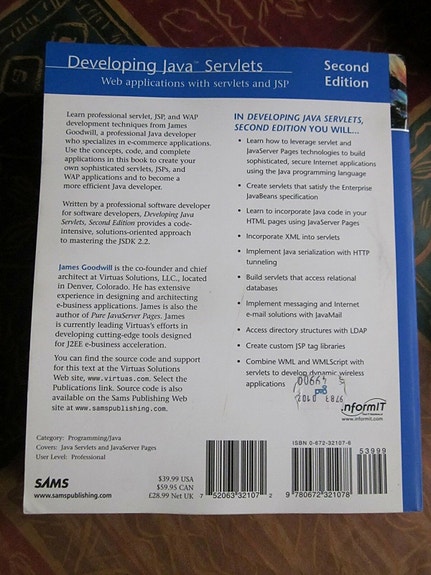 Developing Java™ Servlets
Web applications with servlets and JSP
Second
Edition
Learn professional servlet, JSP, and WAP
development techniques from James
Goodwill, a professional Java developer
who specializes in e-commerce applications.
Use the concepts, code, and complete
applications in this book to create your
own sophisticated servlets, JSPs, and
WAP applications and to become a
more efficient Java developer.
Written by a professional software developer
for software developers, Developing Java
Servlets, Second Edition provides a code-
intensive, solutions-oriented approach
to mastering the JSDK 2.2.
James Goodwill is the co-founder and chief
architect at Virtuas Solutions, LLC., located
in Denver, Colorado. He has extensive
experience in designing and architecting
e-business applications. James is also the
author of Pure JavaServer Pages. James
is currently leading Virtuas's efforts in
developing cutting-edge tools designed
for J2EE e-business acceleration.
You can find the source code and support
for this text at the Virtuas Solutions
Web site, www.virtuas.com. Select the
Publications link. Source code is also
available on the Sams Publishing Web
site at www.samspublishing.com.
IN DEVELOPING JAVA SERVLETS,
SECOND EDITION YOU WILL...
• Learn how to leverage servlet and
JavaServer Pages technologies to build
sophisticated, secure Internet applications
using the Java programming language
• Create servlets that satisfy the Enterprise
JavaBeans specification
• Learn to incorporate Java code in your
HTML pages using JavaServer Pages
• Incorporate XML into servlets
• Implement Java serialization with HTTP
tunneling
• Build servlets that access relational
databases
• Implement messaging and Internet
e-mail solutions with JavaMail
• Access directory structures with LDAP
• Create custom JSP tag libraries
• Combine WML and WMLScript with
servlets to develop dynamic wireless
applications
InformIT
www.informit.com
Category: Programming/Java
Covers: Java Servlets and JavaServer Pages
User Level: Professional
SAMS
www.samspublishing.com
$39.99 USA
$59.95 CAN
£28.99 Net UK
7 52063 32107 2
ISBN 0-672-32107-6
53999
9 780672 321078